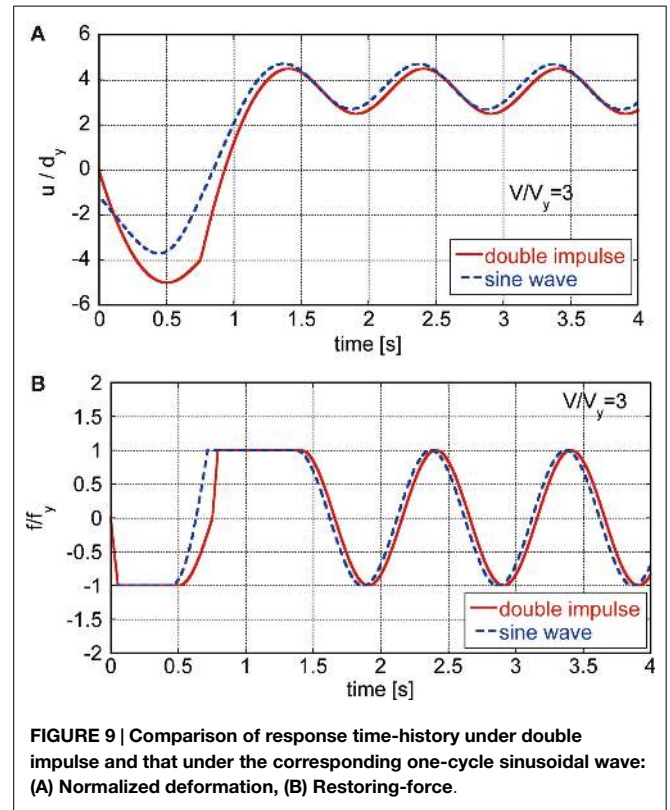 A
6
4
2
0
-2
-4
-6
u / d_y
V/V_y=3
double impulse
sine wave
0 0.5 1 1.5 2 2.5 3 3.5 4
time [s]
B
2
1.5
1
0.5
0
-0.5
-1
-1.5
-2
f/f_y
V/V_y=3
double impulse
sine wave
0 0.5 1 1.5 2 2.5 3 3.5 4
time [s]
FIGURE 9 | Comparison of response time-history under double
impulse and that under the corresponding one-cycle sinusoidal wave:
(A) Normalized deformation, (B) Restoring-force.